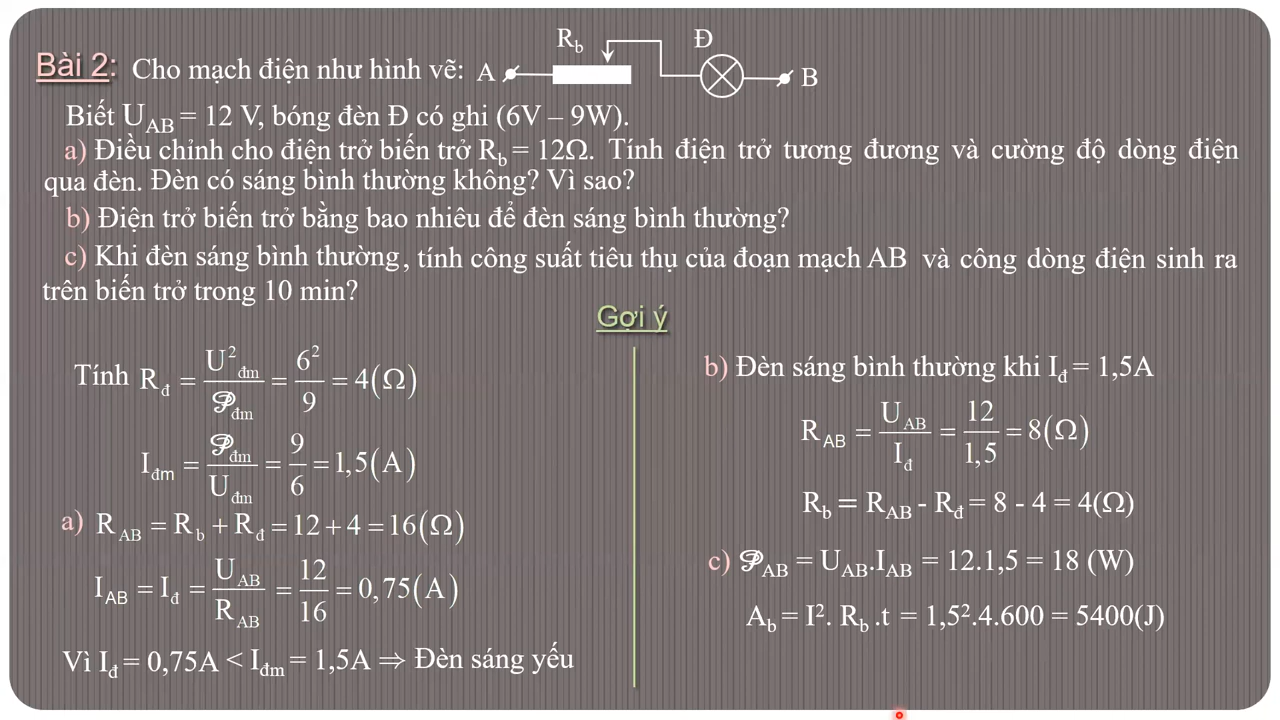 Bài 2: Cho mạch điện như hình vẽ: A R_b Đ B
Biết U_AB = 12 V, bóng đèn Đ có ghi (6V – 9W).
a) Điều chỉnh cho điện trở biến trở R_b = 12Ω. Tính điện trở tương đương và cường độ dòng điện
qua đèn. Đèn có sáng bình thường không? Vì sao?
b) Điện trở biến trở bằng bao nhiêu để đèn sáng bình thường?
c) Khi đèn sáng bình thường, tính công suất tiêu thụ của đoạn mạch AB và công dòng điện sinh ra
trên biến trở trong 10 min?
Gợi ý
Tính R_đ = U²_đm / 𝒫_đm = 6² / 9 = 4(Ω)
I_đm = 𝒫_đm / U_đm = 9 / 6 = 1,5(A)
a) R_AB = R_b + R_đ = 12 + 4 = 16(Ω)
I_AB = I_đ = U_AB / R_AB = 12 / 16 = 0,75(A)
Vì I_đ = 0,75A < I_đm = 1,5A ⇒ Đèn sáng yếu
b) Đèn sáng bình thường khi I_đ = 1,5A
R_AB = U_AB / I_đ = 12 / 1,5 = 8(Ω)
R_b = R_AB - R_đ = 8 - 4 = 4(Ω)
c) 𝒫_AB = U_AB.I_AB = 12.1,5 = 18 (W)
A_b = I². R_b .t = 1,5².4.600 = 5400(J)